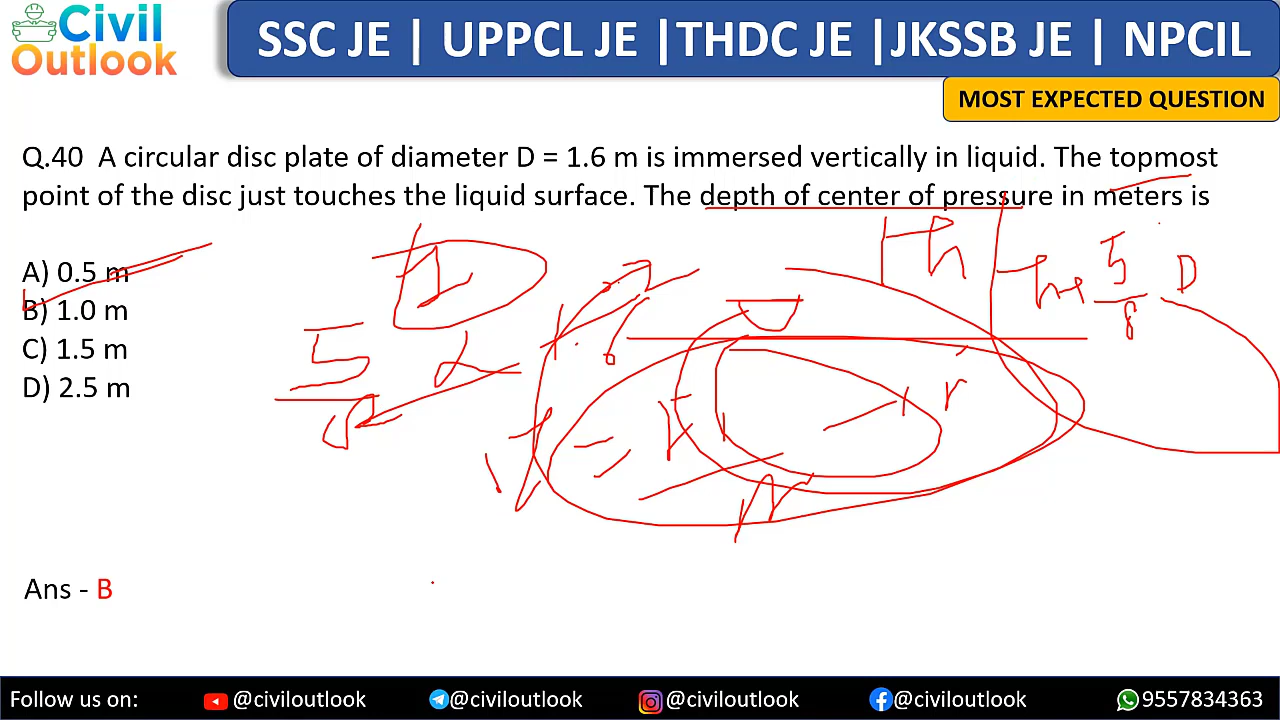 Civil
Outlook
SSC JE | UPPCL JE |THDC JE |JKSSB JE | NPCIL
MOST EXPECTED QUESTION
Q.40 A circular disc plate of diameter D = 1.6 m is immersed vertically in liquid. The topmost
point of the disc just touches the liquid surface. The depth of center of pressure in meters is
A) 0.5 m
B) 1.0 m
C) 1.5 m
D) 2.5 m
5
8
D
Ans - B
Follow us on: @civiloutlook @civiloutlook @civiloutlook @civiloutlook 9557834363